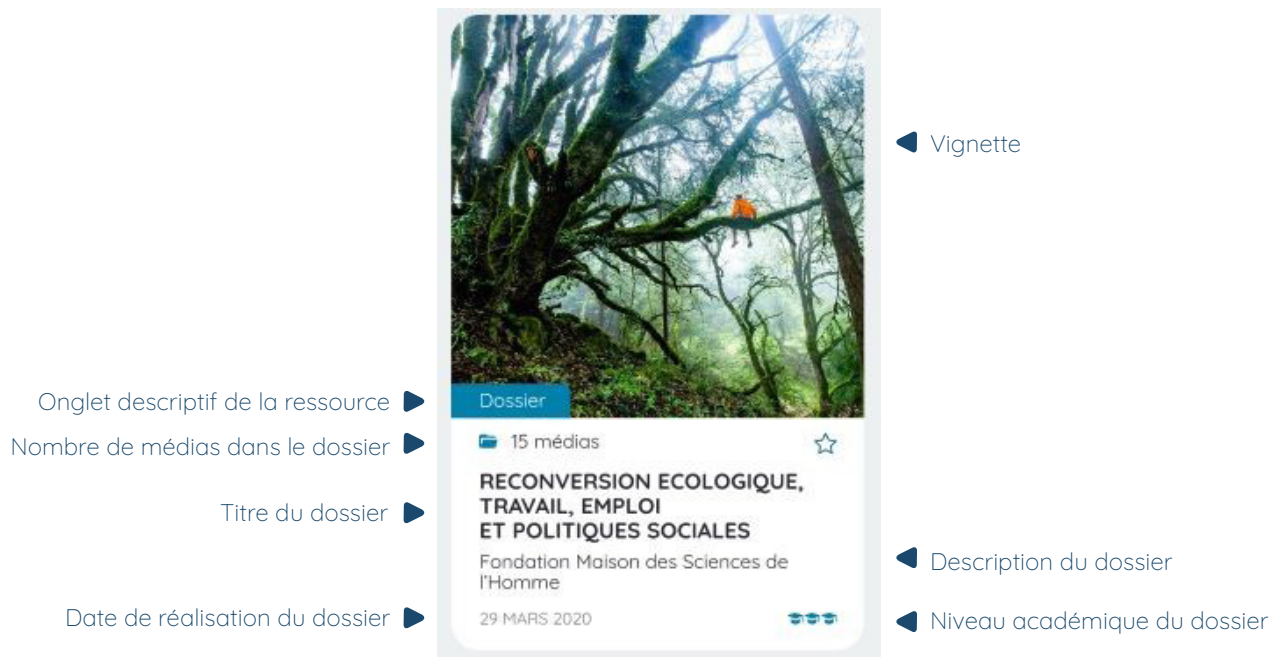 Vignette
Onglet descriptif de la ressource
Dossier
Nombre de médias dans le dossier
15 médias
Titre du dossier
RECONVERSION ECOLOGIQUE,
TRAVAIL, EMPLOI
ET POLITIQUES SOCIALES
Fondation Maison des Sciences de
l'Homme
Description du dossier
Date de réalisation du dossier
29 MARS 2020
Niveau académique du dossier